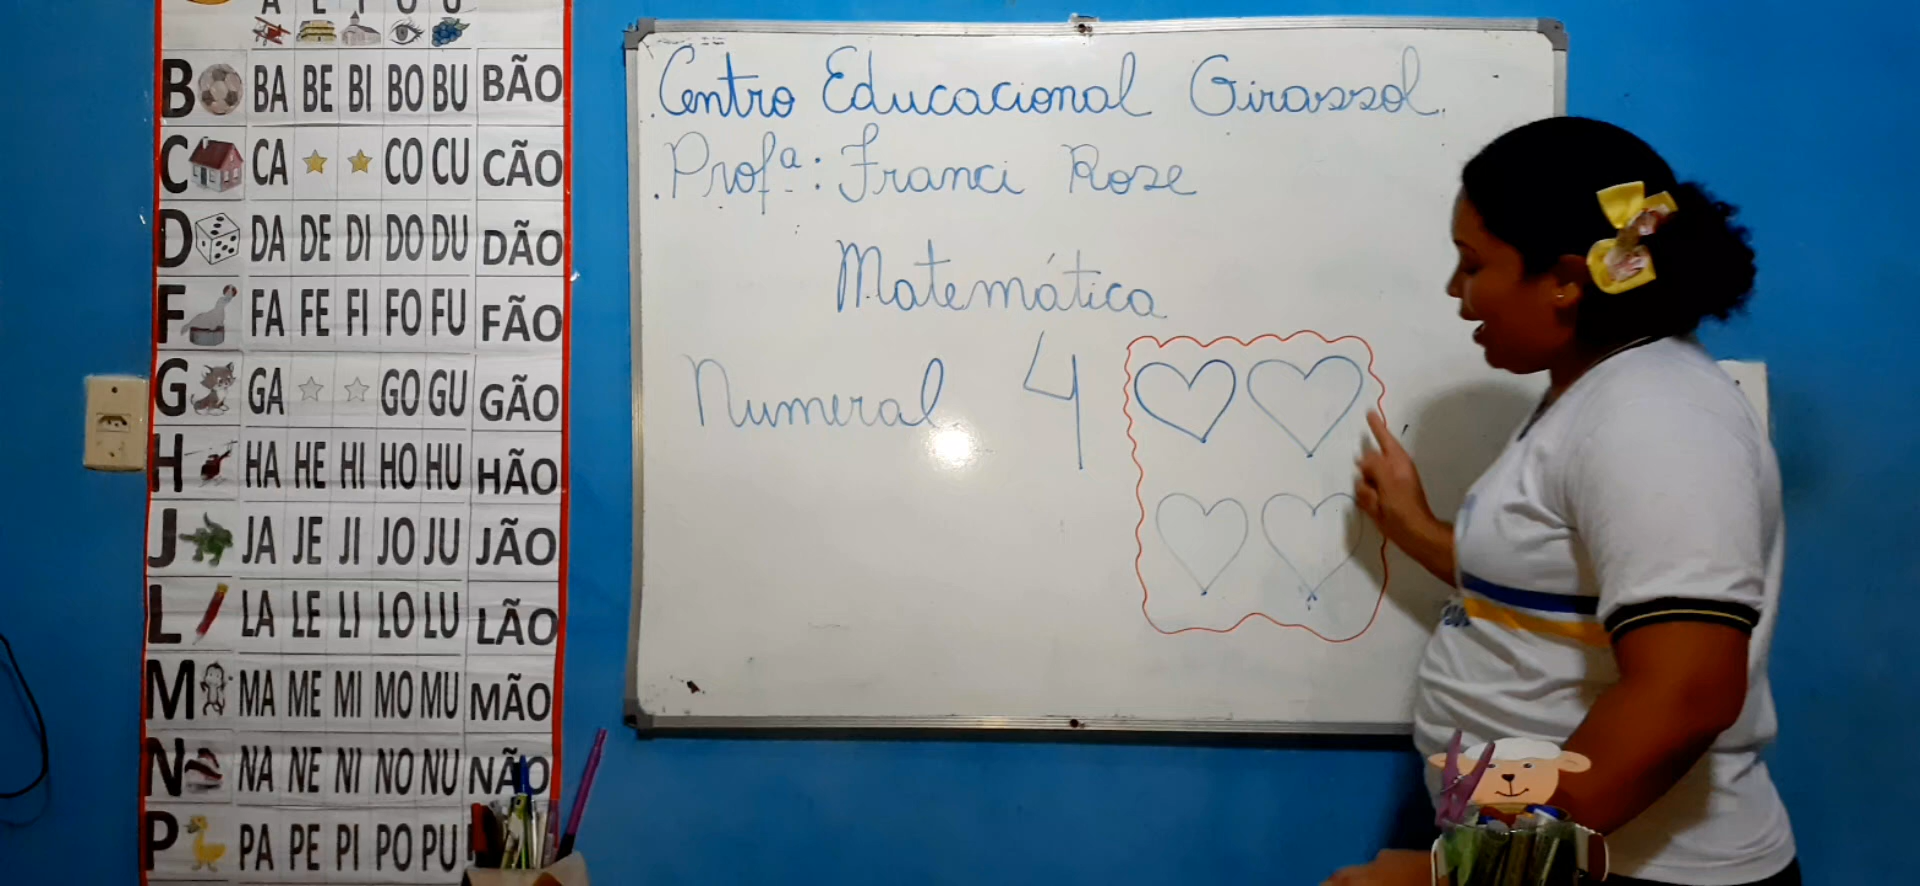 A E I O U
B BA BE BI BO BU BÃO
C CA CO CU CÃO
D DA DE DI DO DU DÃO
F FA FE FI FO FU FÃO
G GA GO GU GÃO
H HA HE HI HO HU HÃO
J JA JE JI JO JU JÃO
L LA LE LI LO LU LÃO
M MA ME MI MO MU MÃO
N NA NE NI NO NU NÃO
P PA PE PI PO PU
Centro Educacional Girassol
Profª: Franci Rose
Matemática
Numeral 4